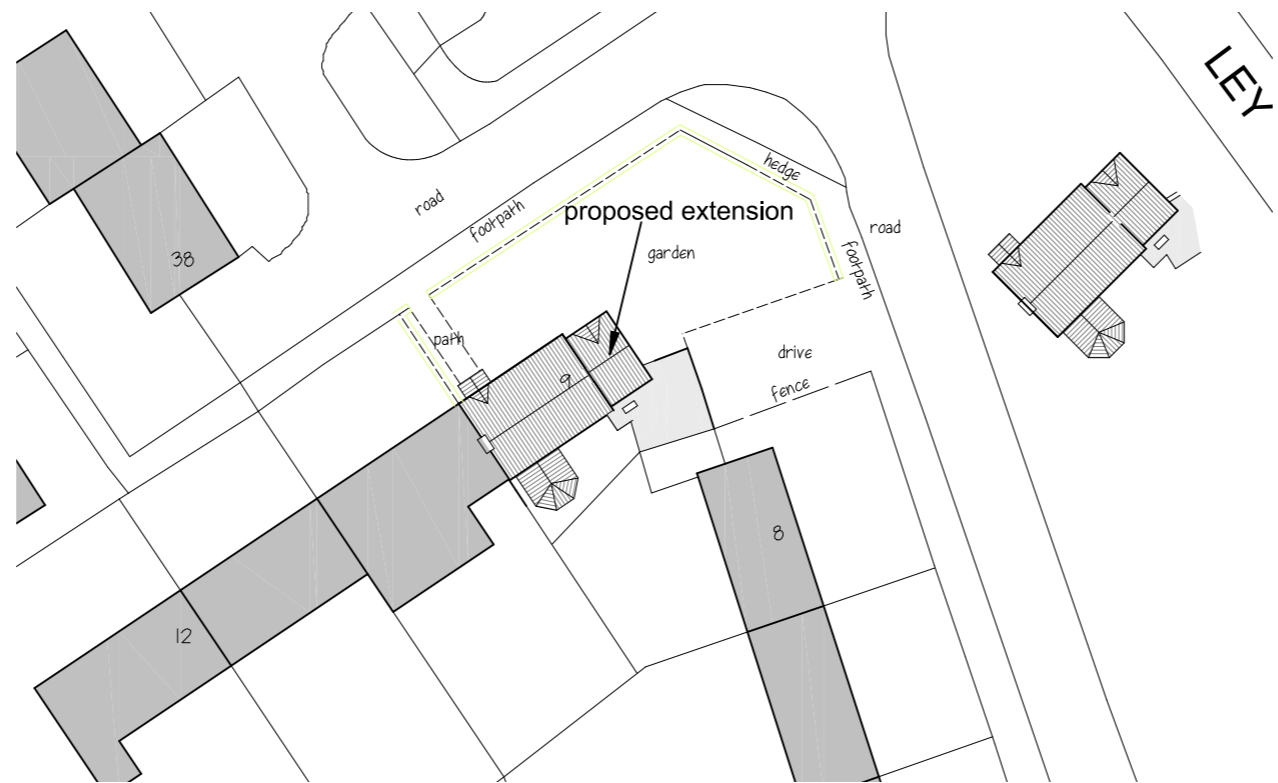 LEY
hedge
road
footpath
proposed extension
road
garden
footpath
38
path
drive
9
fence
8
12